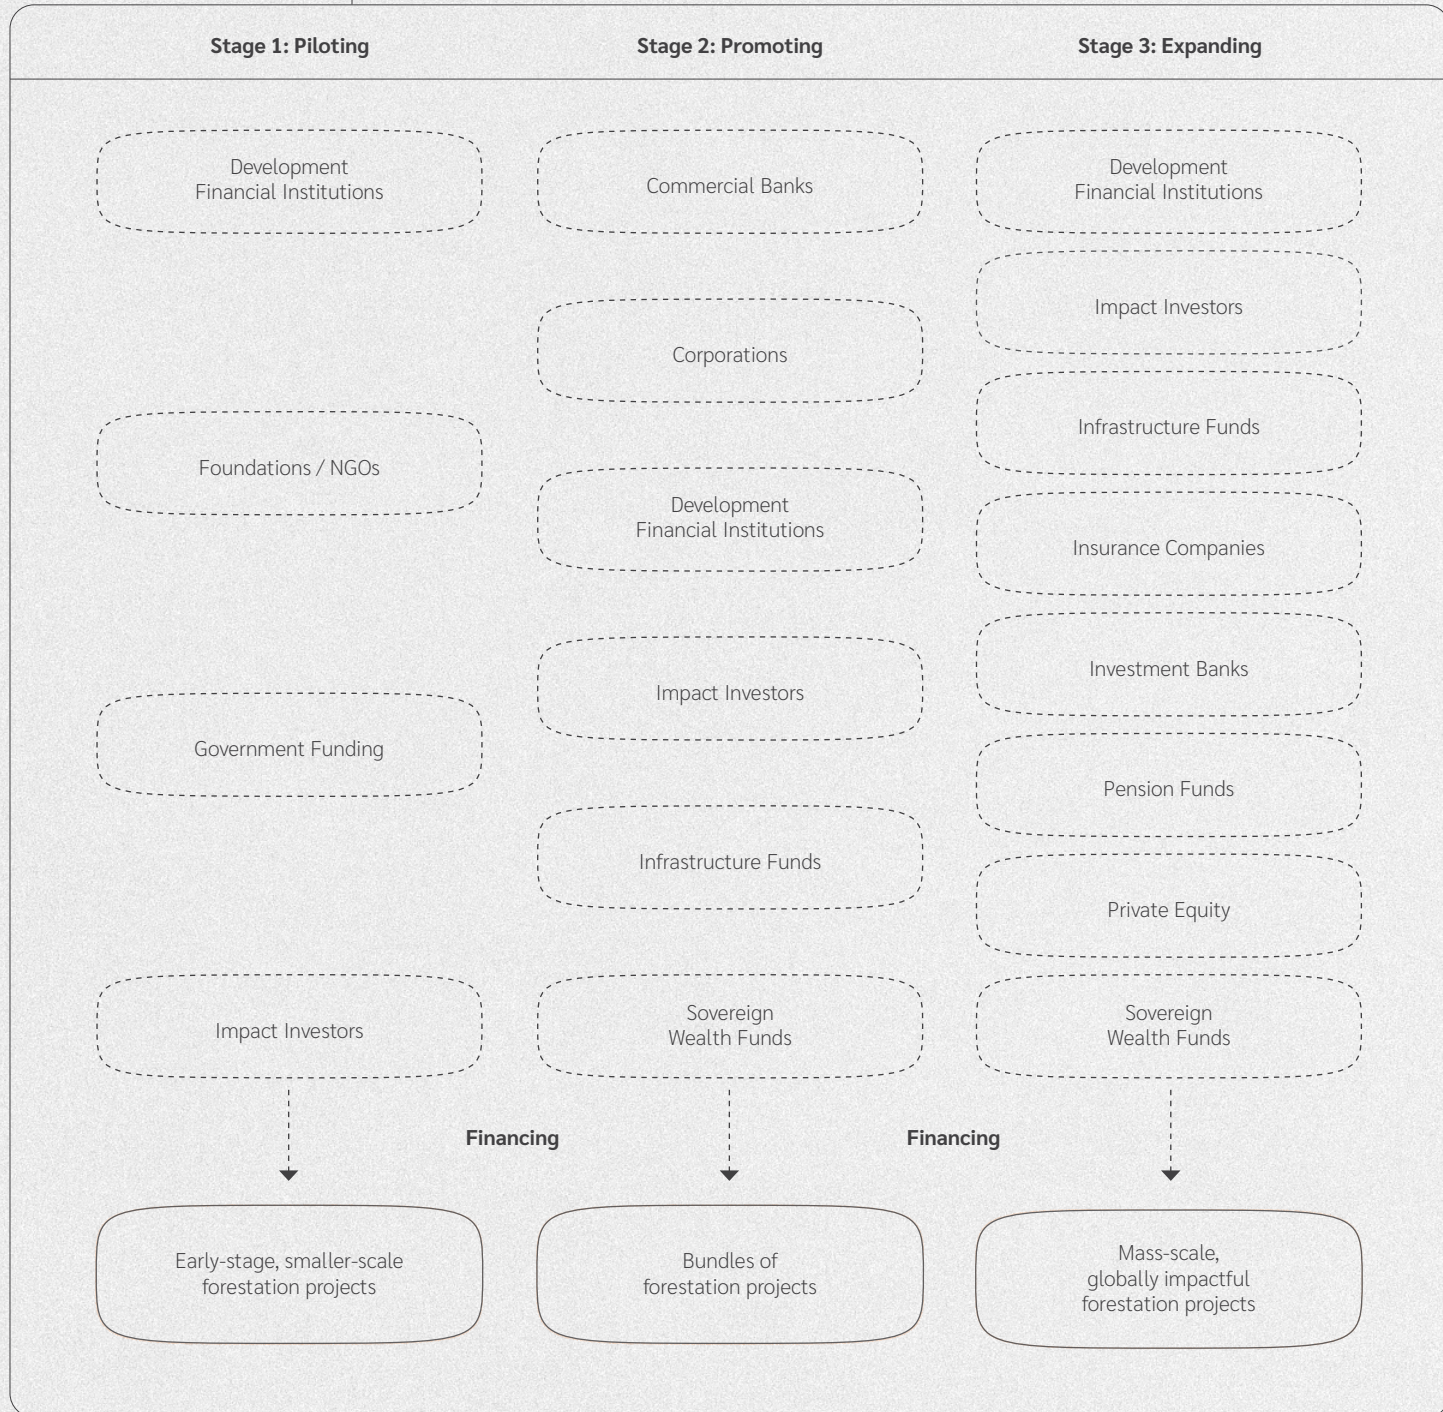 Stage 1: Piloting
Stage 2: Promoting
Stage 3: Expanding
Development
Financial Institutions
Foundations / NGOs
Government Funding
Impact Investors
Commercial Banks
Corporations
Development
Financial Institutions
Impact Investors
Infrastructure Funds
Sovereign
Wealth Funds
Development
Financial Institutions
Impact Investors
Infrastructure Funds
Insurance Companies
Investment Banks
Pension Funds
Private Equity
Sovereign
Wealth Funds
Financing
Financing
Early-stage, smaller-scale
forestation projects
Bundles of
forestation projects
Mass-scale,
globally impactful
forestation projects